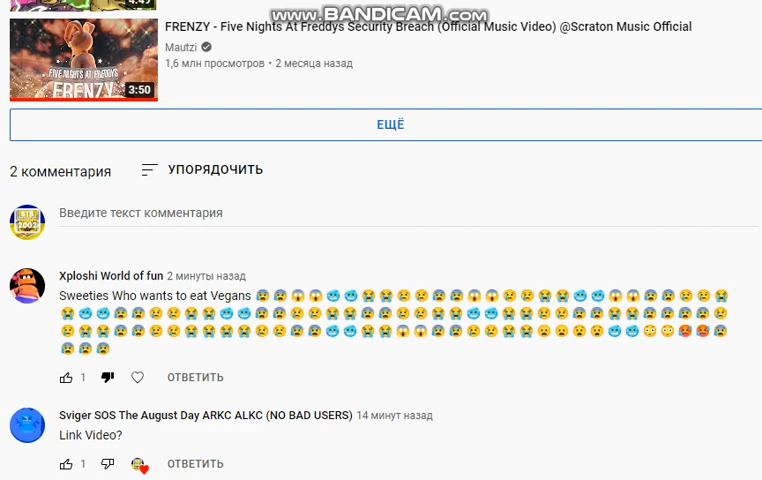 4:49
www.BANDICAM.com
FRENZY - Five Nights At Freddys Security Breach (Official Music Video) @Scraton Music Official
Mautzi
1,6 млн просмотров • 2 месяца назад
FIVE NIGHTS AT FREDDYS
FRENZY
3:50
ЕЩЁ
2 комментария УПОРЯДОЧИТЬ
Введите текст комментария
Xploshi World of fun 2 минуты назад
Sweeties Who wants to eat Vegans
1 ОТВЕТИТЬ
Sviger SOS The August Day ARKC ALKC (NO BAD USERS) 14 минут назад
Link Video?
1 ОТВЕТИТЬ